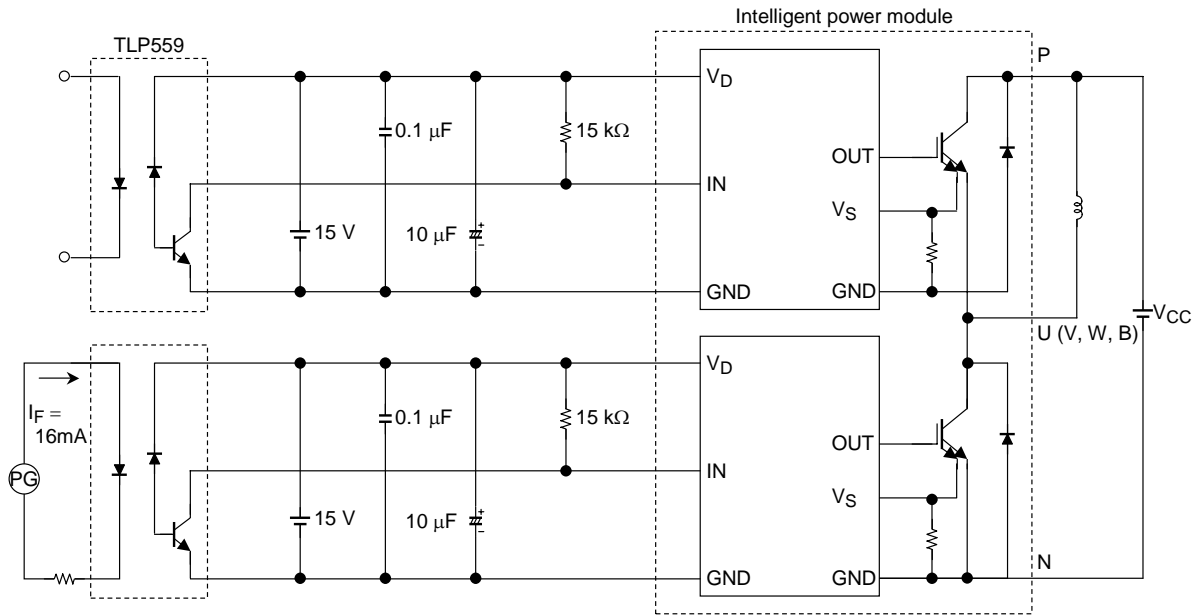 Intelligent power module
TLP559
P
V_D
0.1 μF
15 kΩ
OUT
IN
V_S
15 V
10 μF
+
−
GND
GND
U (V, W, B)
V_CC
V_D
I_F =
16mA
0.1 μF
15 kΩ
OUT
PG
IN
V_S
15 V
10 μF
+
−
N
GND
GND